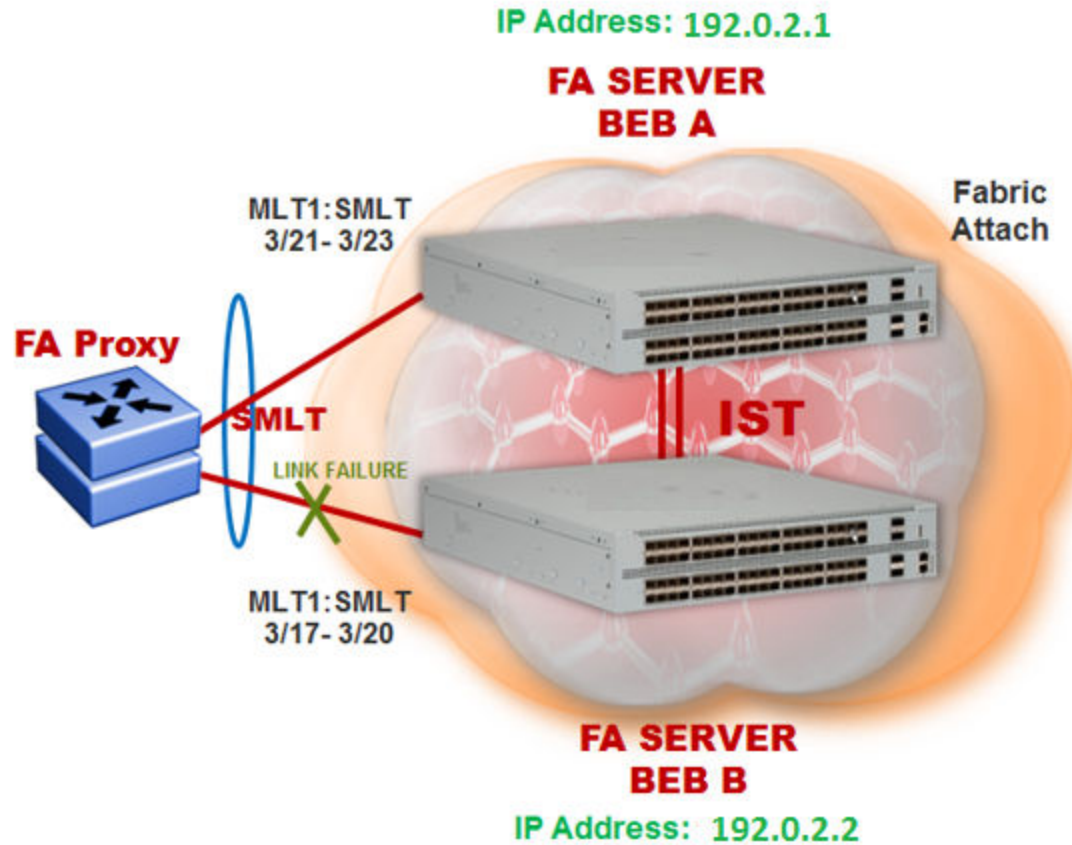 IP Address: 192.0.2.1
FA SERVER
BEB A
Fabric
Attach
MLT1:SMLT
3/21- 3/23
FA Proxy
SMLT
IST
LINK FAILURE
MLT1:SMLT
3/17- 3/20
FA SERVER
BEB B
IP Address: 192.0.2.2